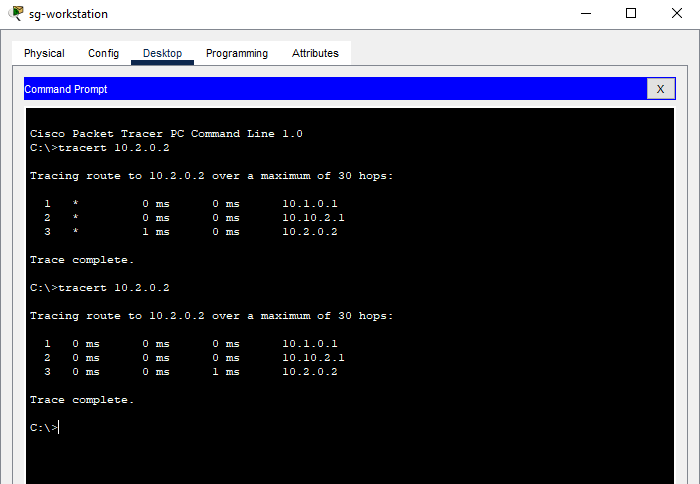 sg-workstation
Physical Config Desktop Programming Attributes
Command Prompt X
Cisco Packet Tracer PC Command Line 1.0
C:\>tracert 10.2.0.2
Tracing route to 10.2.0.2 over a maximum of 30 hops:
1 * 0 ms 0 ms 10.1.0.1
2 * 0 ms 0 ms 10.10.2.1
3 * 1 ms 0 ms 10.2.0.2
Trace complete.
C:\>tracert 10.2.0.2
Tracing route to 10.2.0.2 over a maximum of 30 hops:
1 0 ms 0 ms 0 ms 10.1.0.1
2 0 ms 0 ms 0 ms 10.10.2.1
3 0 ms 0 ms 1 ms 10.2.0.2
Trace complete.
C:\>